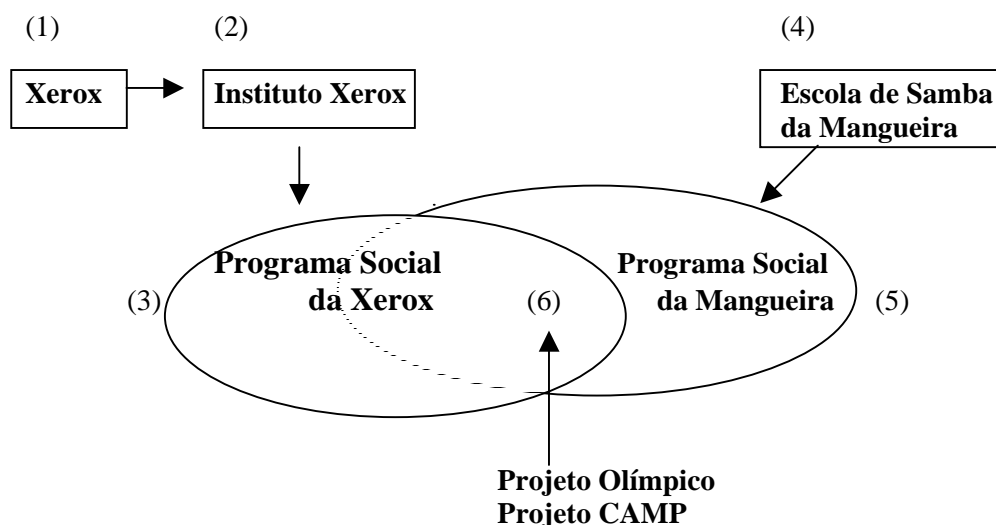 (1)
(2)
(4)
Xerox
Instituto Xerox
Escola de Samba
da Mangueira
Programa Social
da Xerox
Programa Social
da Mangueira
(3)
(6)
(5)
Projeto Olímpico
Projeto CAMP